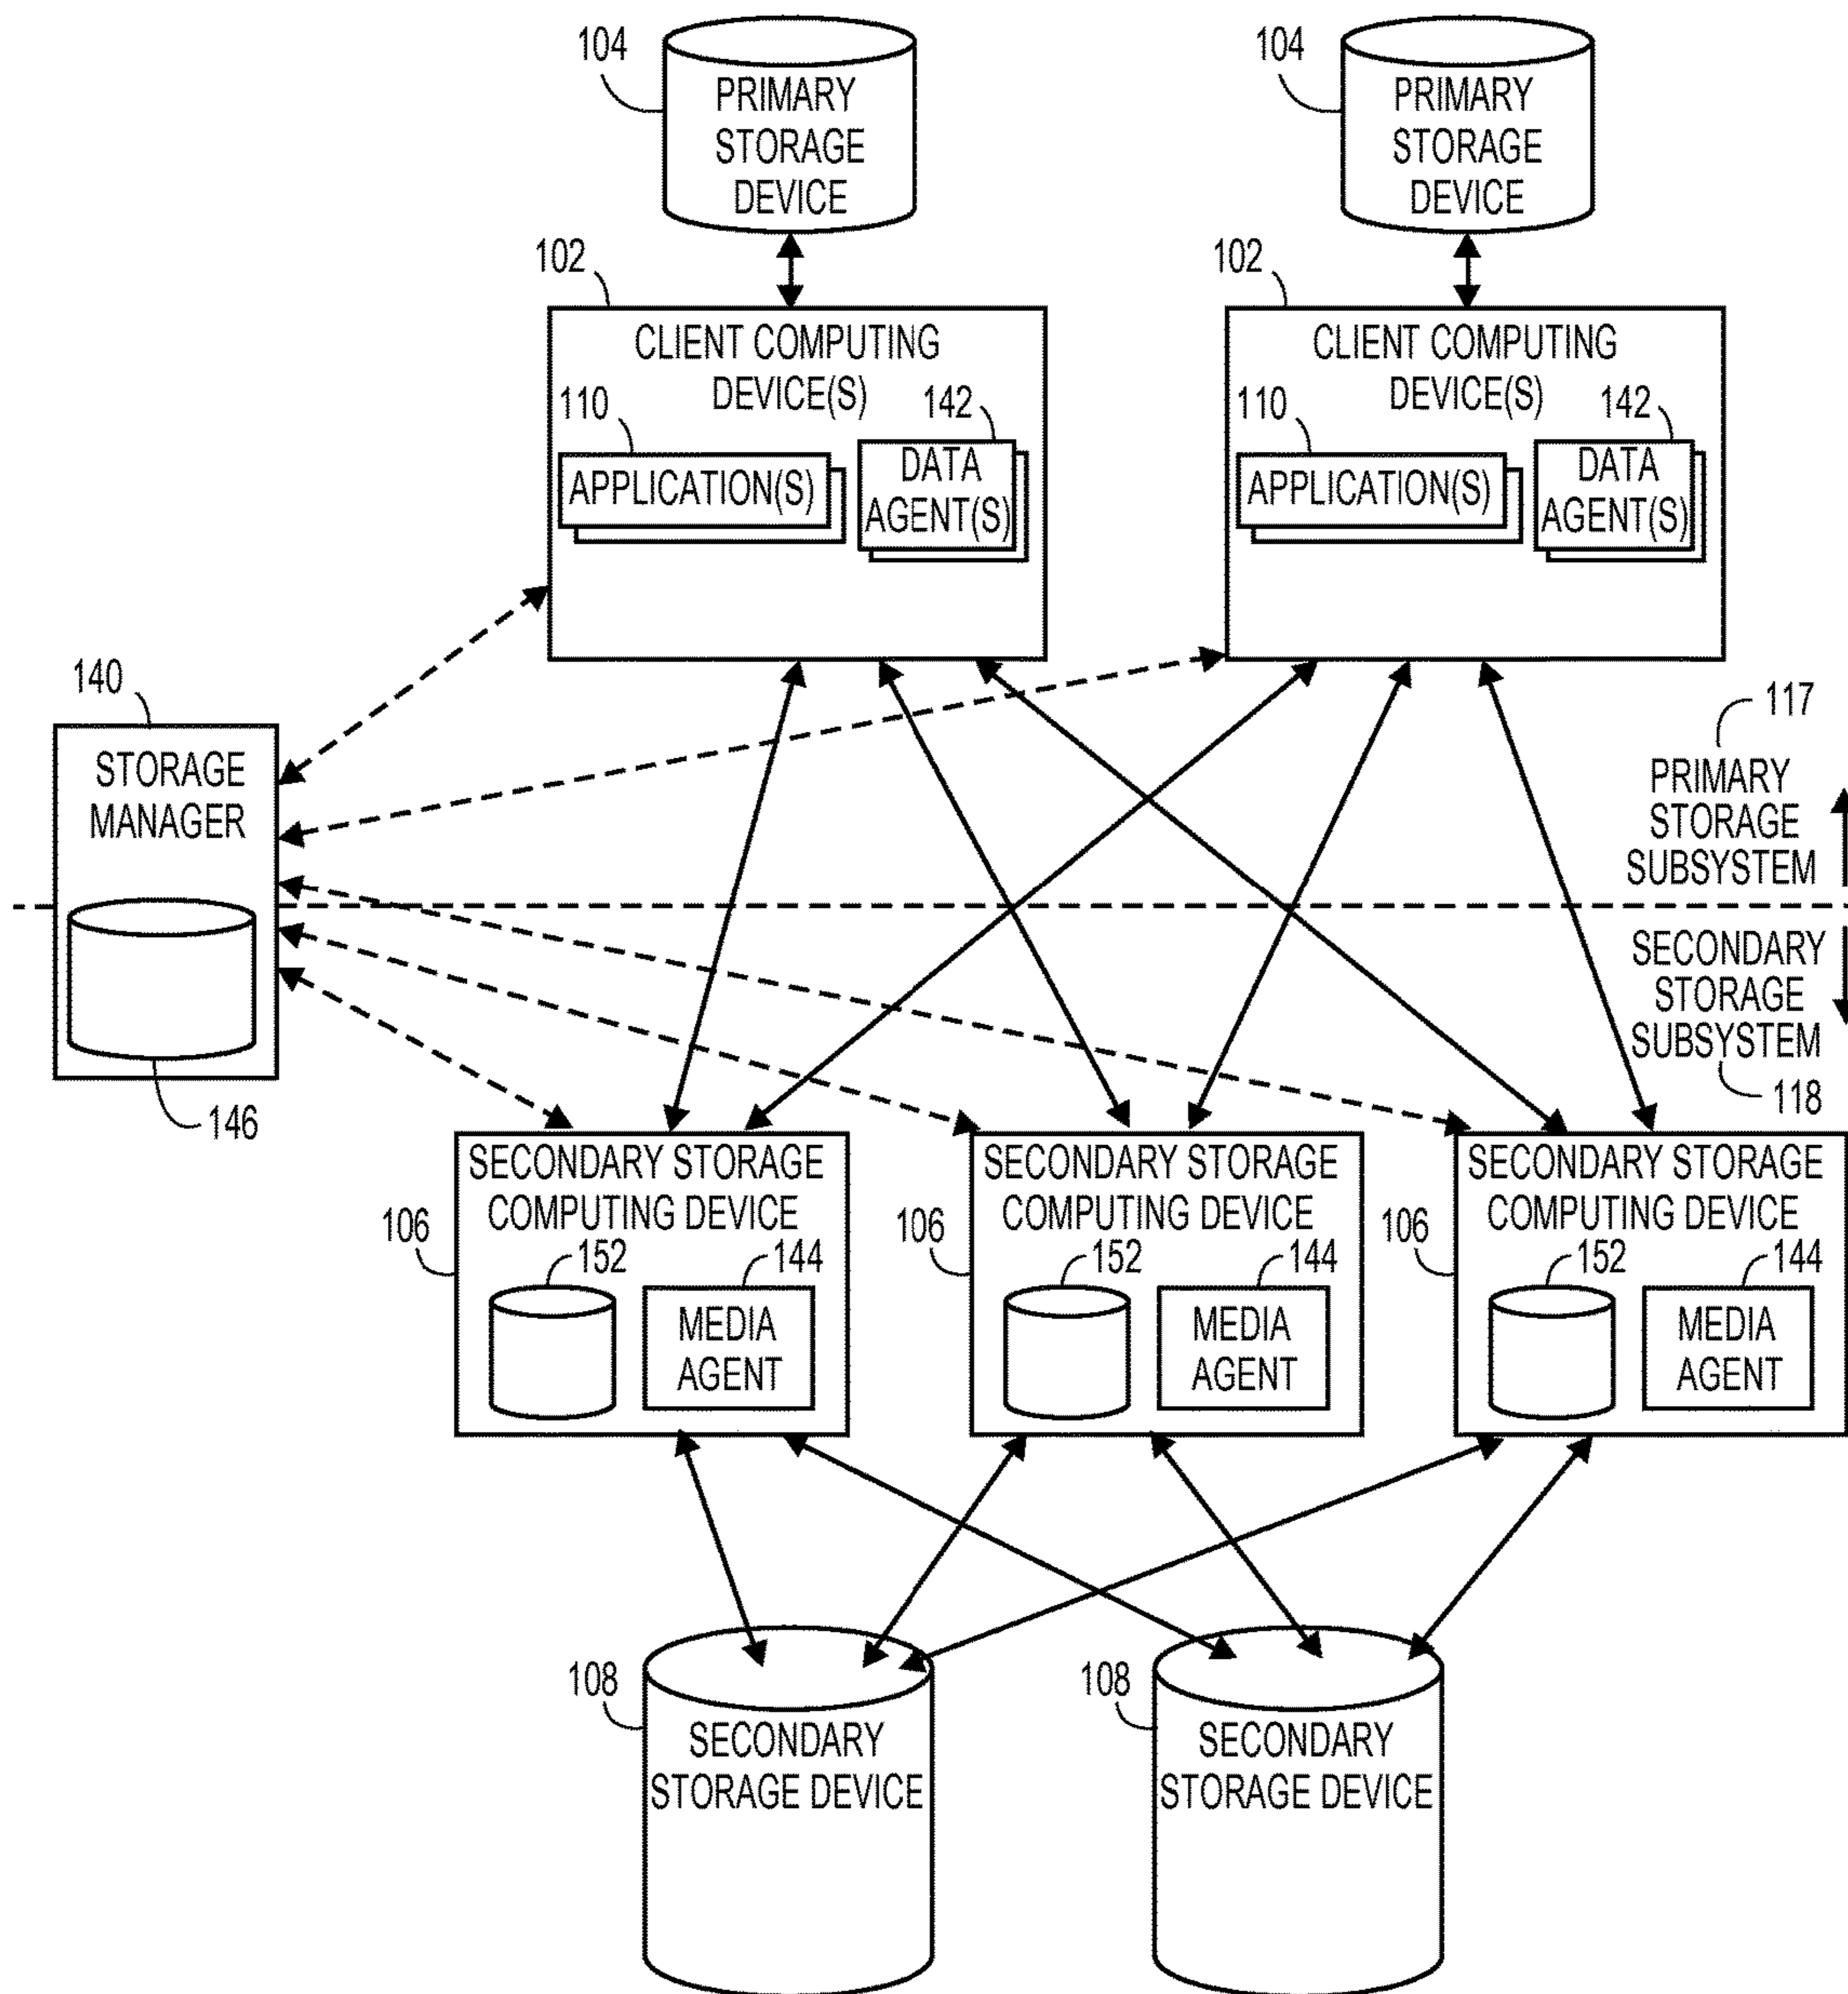 104
PRIMARY
STORAGE
DEVICE
104
PRIMARY
STORAGE
DEVICE
102
CLIENT COMPUTING
DEVICE(S)
110
APPLICATION(S)
142
DATA
AGENT(S)
102
CLIENT COMPUTING
DEVICE(S)
110
APPLICATION(S)
142
DATA
AGENT(S)
140
STORAGE
MANAGER
146
117
PRIMARY
STORAGE
SUBSYSTEM
SECONDARY
STORAGE
SUBSYSTEM
118
106
SECONDARY STORAGE
COMPUTING DEVICE
152
144
MEDIA
AGENT
106
SECONDARY STORAGE
COMPUTING DEVICE
152
144
MEDIA
AGENT
106
SECONDARY STORAGE
COMPUTING DEVICE
152
144
MEDIA
AGENT
108
SECONDARY
STORAGE DEVICE
108
SECONDARY
STORAGE DEVICE